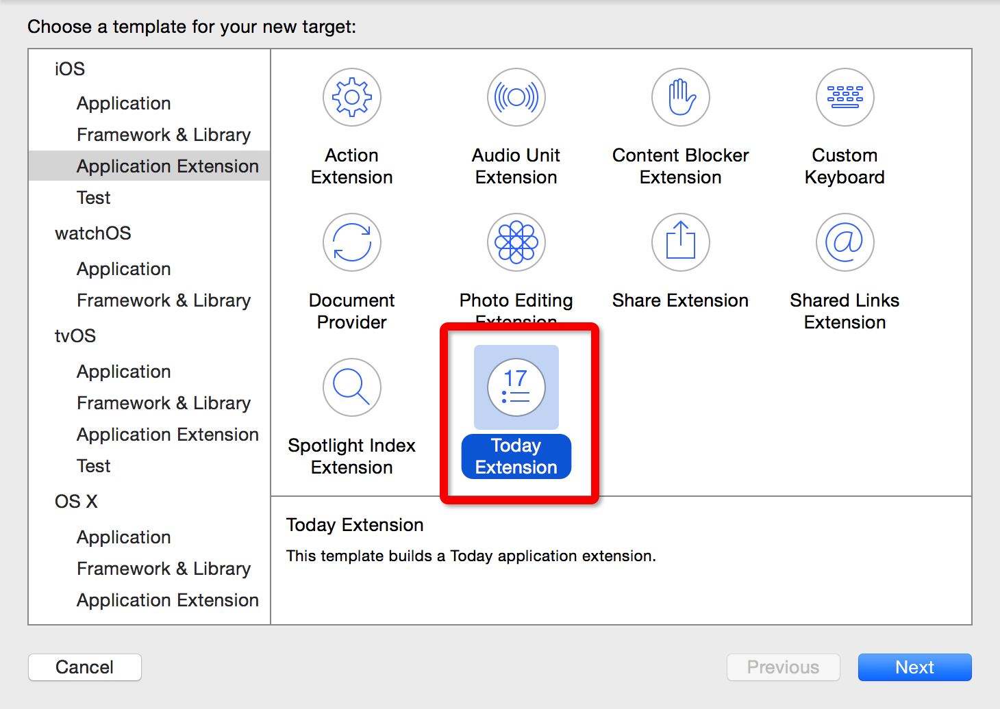 Choose a template for your new target:
iOS
Application
Framework & Library
Application Extension
Test
watchOS
Application
Framework & Library
tvOS
Application
Framework & Library
Application Extension
Test
OS X
Application
Framework & Library
Application Extension
Action
Extension
Audio Unit
Extension
Content Blocker
Extension
Custom
Keyboard
Document
Provider
Photo Editing
Extension
Share Extension
@
Shared Links
Extension
Spotlight Index
Extension
17
Today
Extension
Today Extension
This template builds a Today application extension.
Cancel
Previous
Next